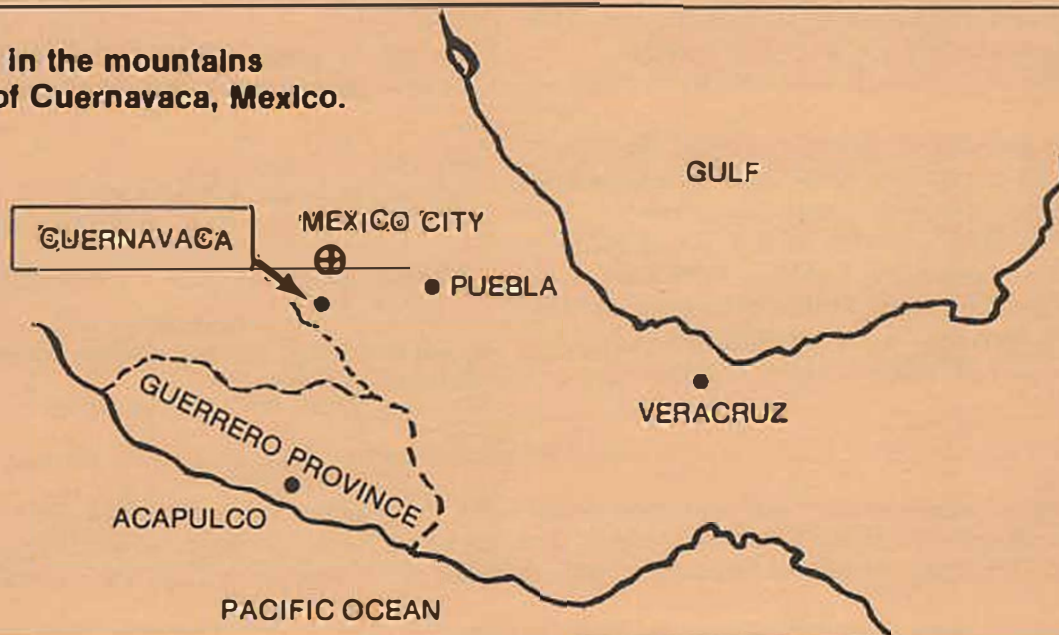 in the mountains
of Cuernavaca, Mexico.
GULF
MEXICO CITY
CUERNAVACA
PUEBLA
VERACRUZ
GUERRERO PROVINCE
ACAPULCO
PACIFIC OCEAN